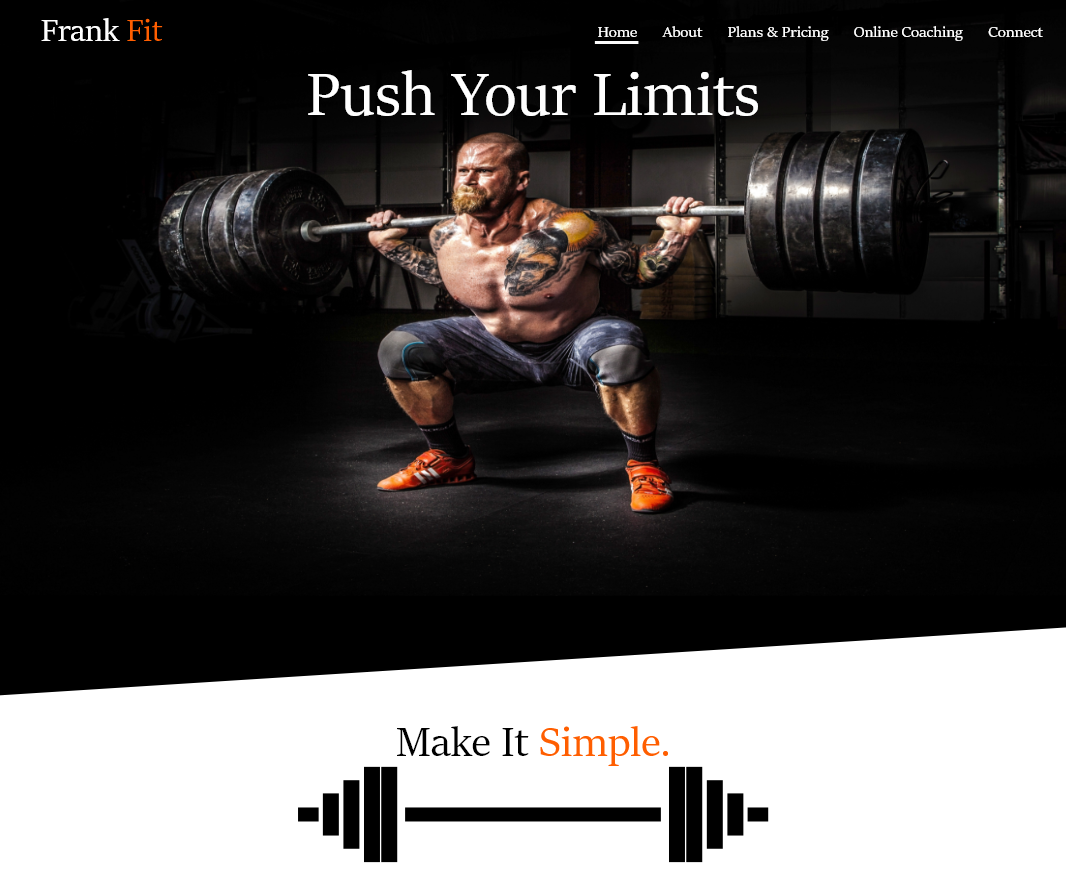 Frank Fit
Home About Plans & Pricing Online Coaching Connect
Push Your Limits
Make It Simple.